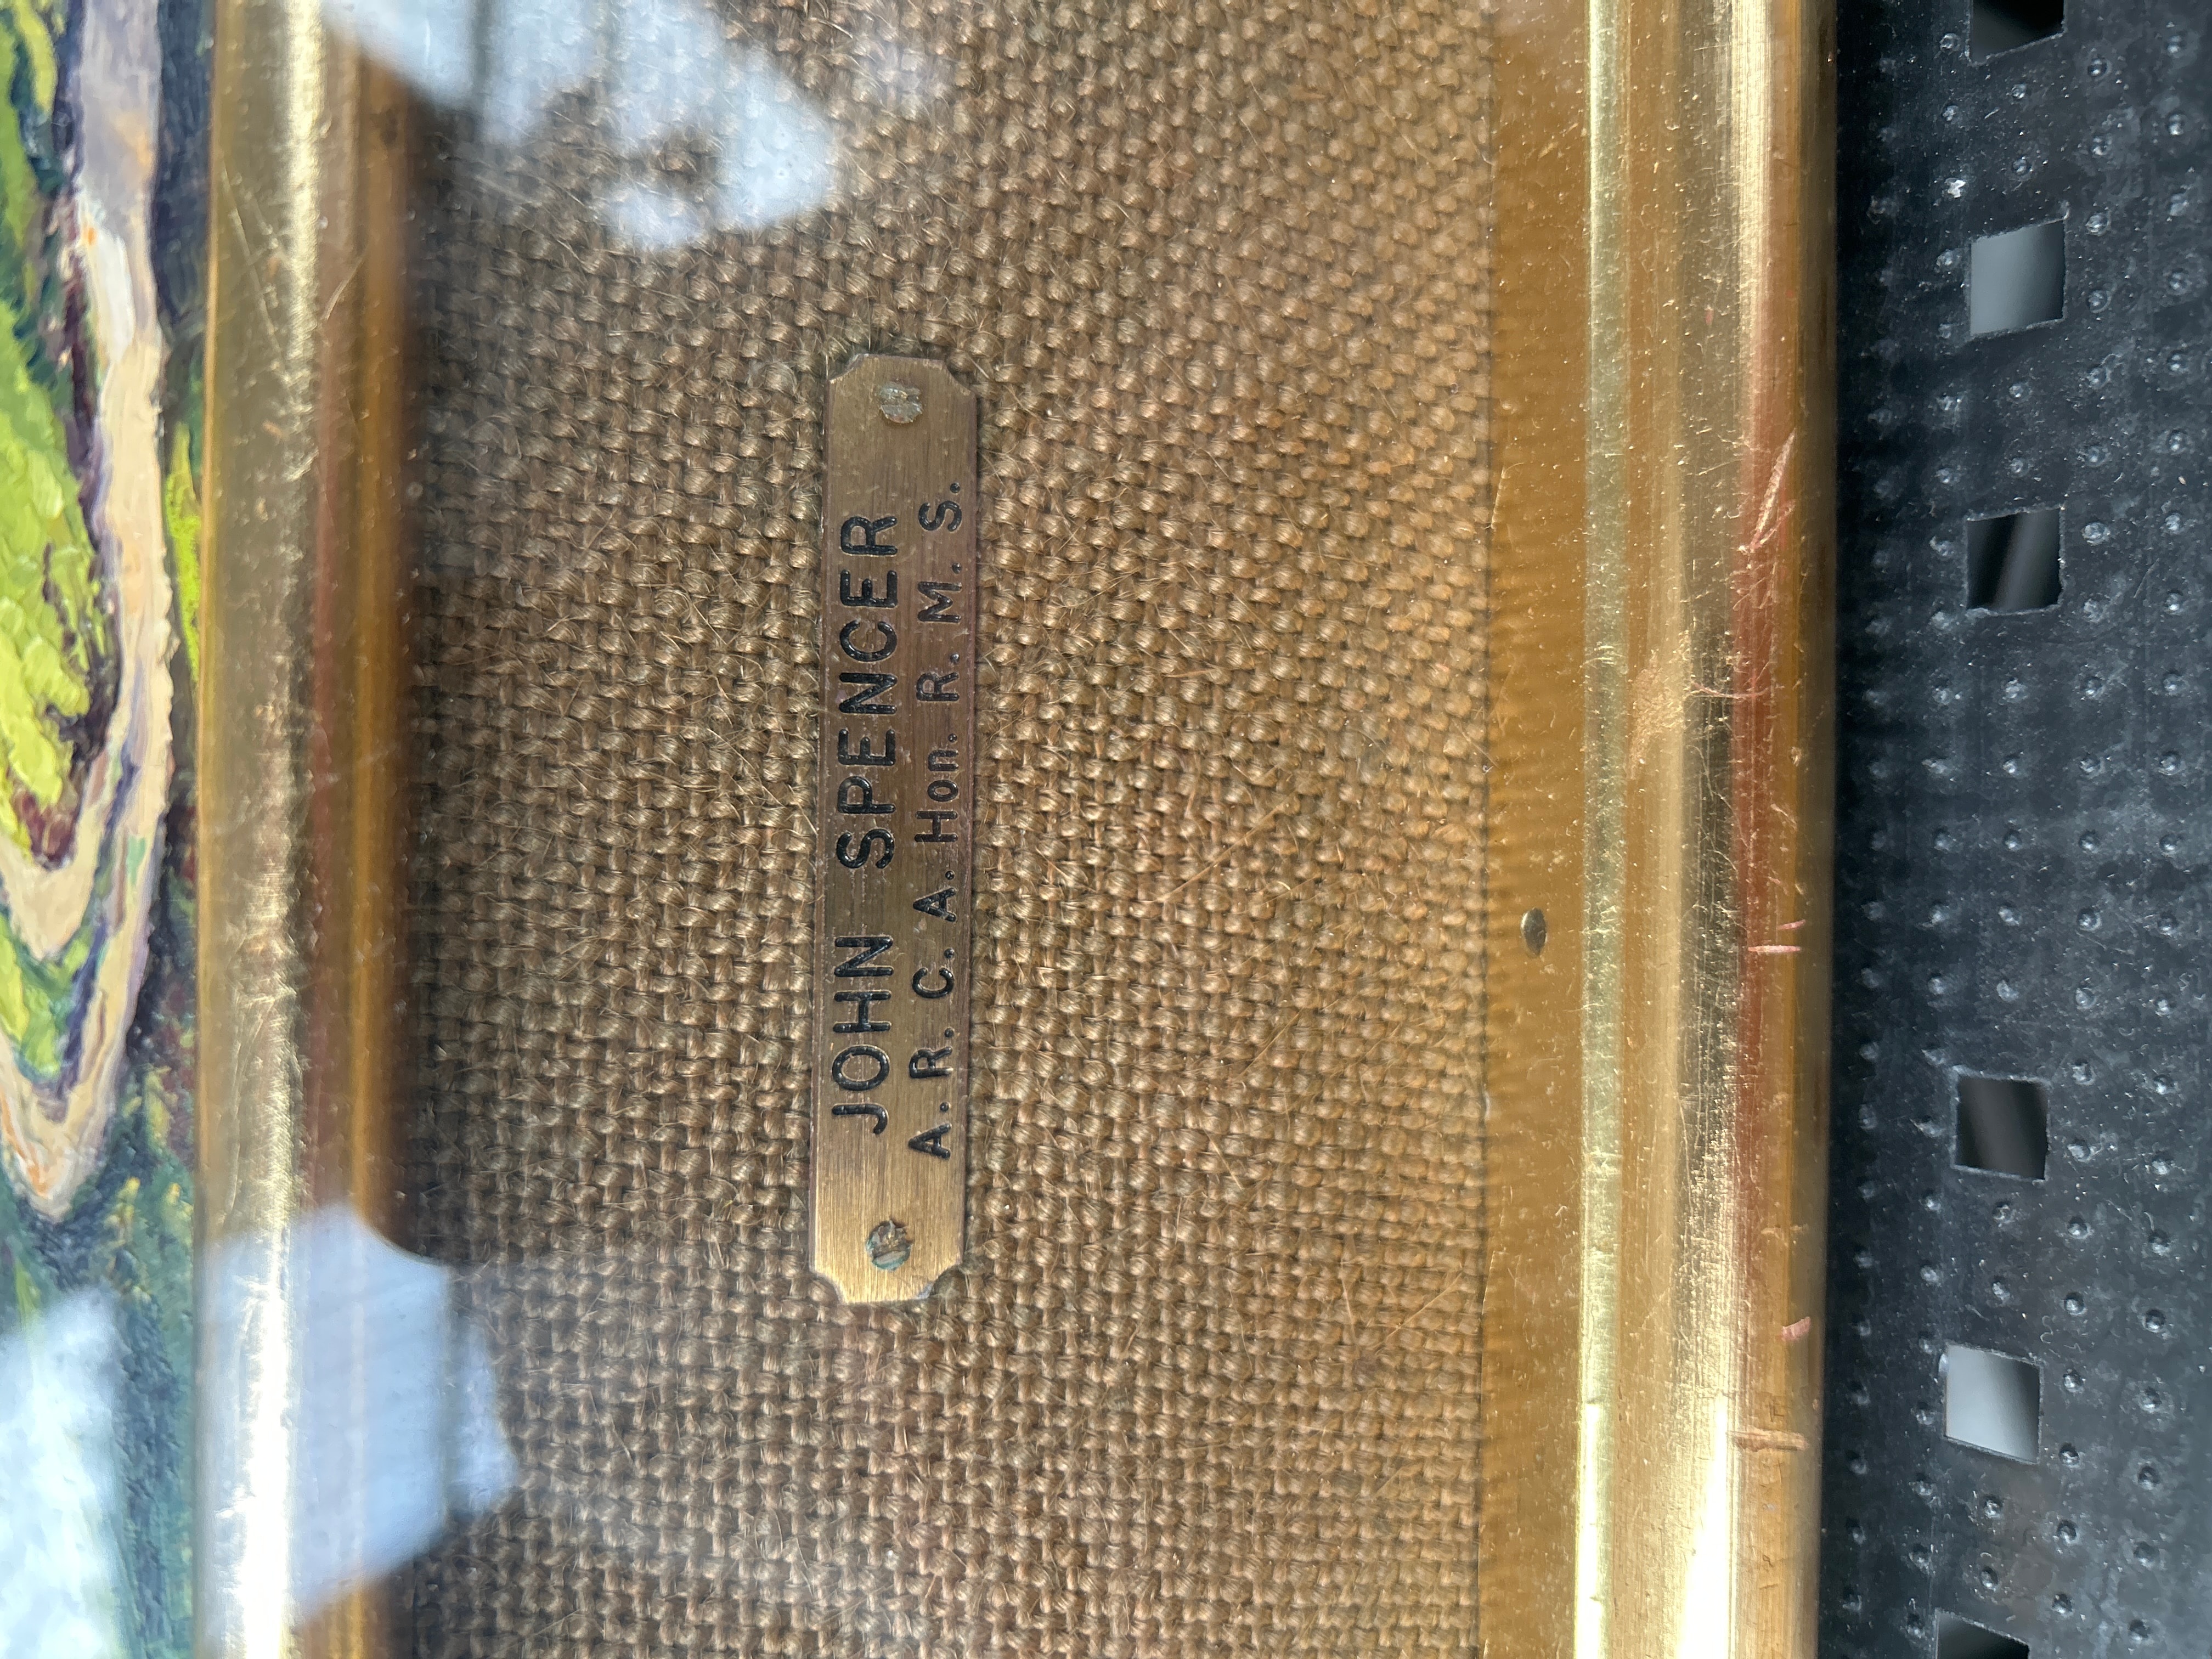 JOHN SPENCER
A. R. C. A. Hon. R. M. S.